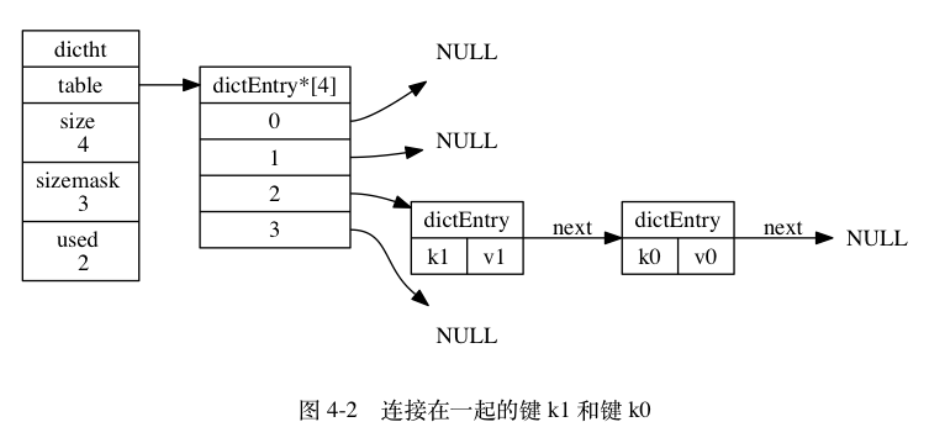 dictht
table
size
4
sizemask
3
used
2
dictEntry*[4]
0
1
2
3
NULL
NULL
dictEntry
k1 v1
next
dictEntry
k0 v0
next
NULL
NULL
图 4-2 连接在一起的键 k1 和键 k0